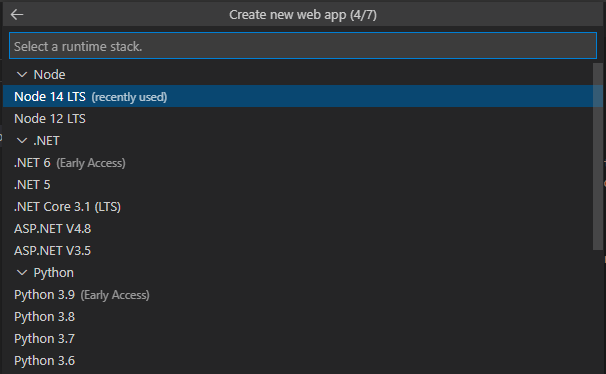 Create new web app (4/7)
Select a runtime stack.
Node
Node 14 LTS (recently used)
Node 12 LTS
.NET
.NET 6 (Early Access)
.NET 5
.NET Core 3.1 (LTS)
ASP.NET V4.8
ASP.NET V3.5
Python
Python 3.9 (Early Access)
Python 3.8
Python 3.7
Python 3.6